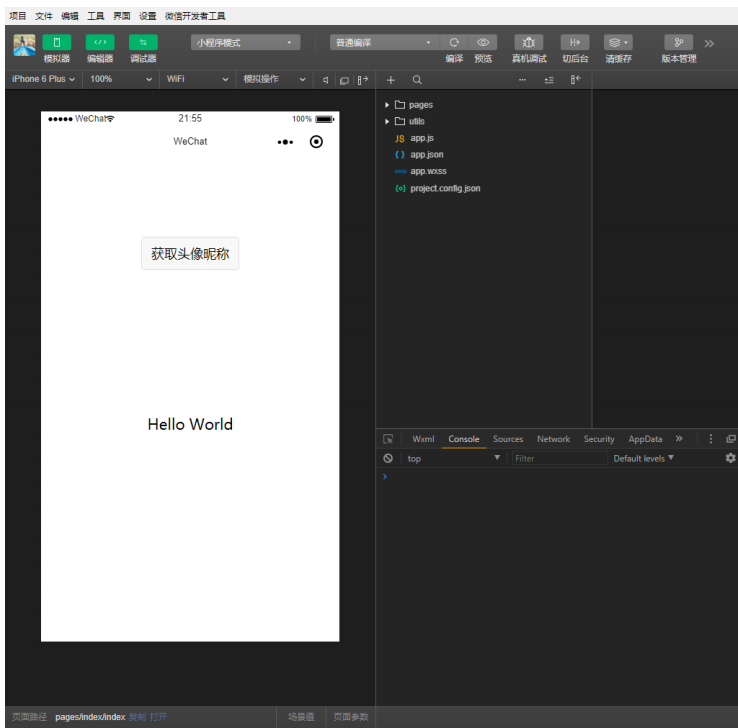 项目 文件 编辑 工具 界面 设置 微信开发者工具
小程序模式 普通编译
模拟器 编辑器 调试器 编译 预览 真机调试 切后台 清缓存 版本管理
iPhone 6 Plus 100% WiFi 模拟操作
WeChat 21:55 100%
WeChat
获取头像昵称
Hello World
pages
utils
JS app.js
{ } app.json
app.wxss
{o} project.config.json
Wxml Console Sources Network Security AppData »
top Filter Default levels
>
页面路径 pages/index/index 复制 打开 场景值 页面参数